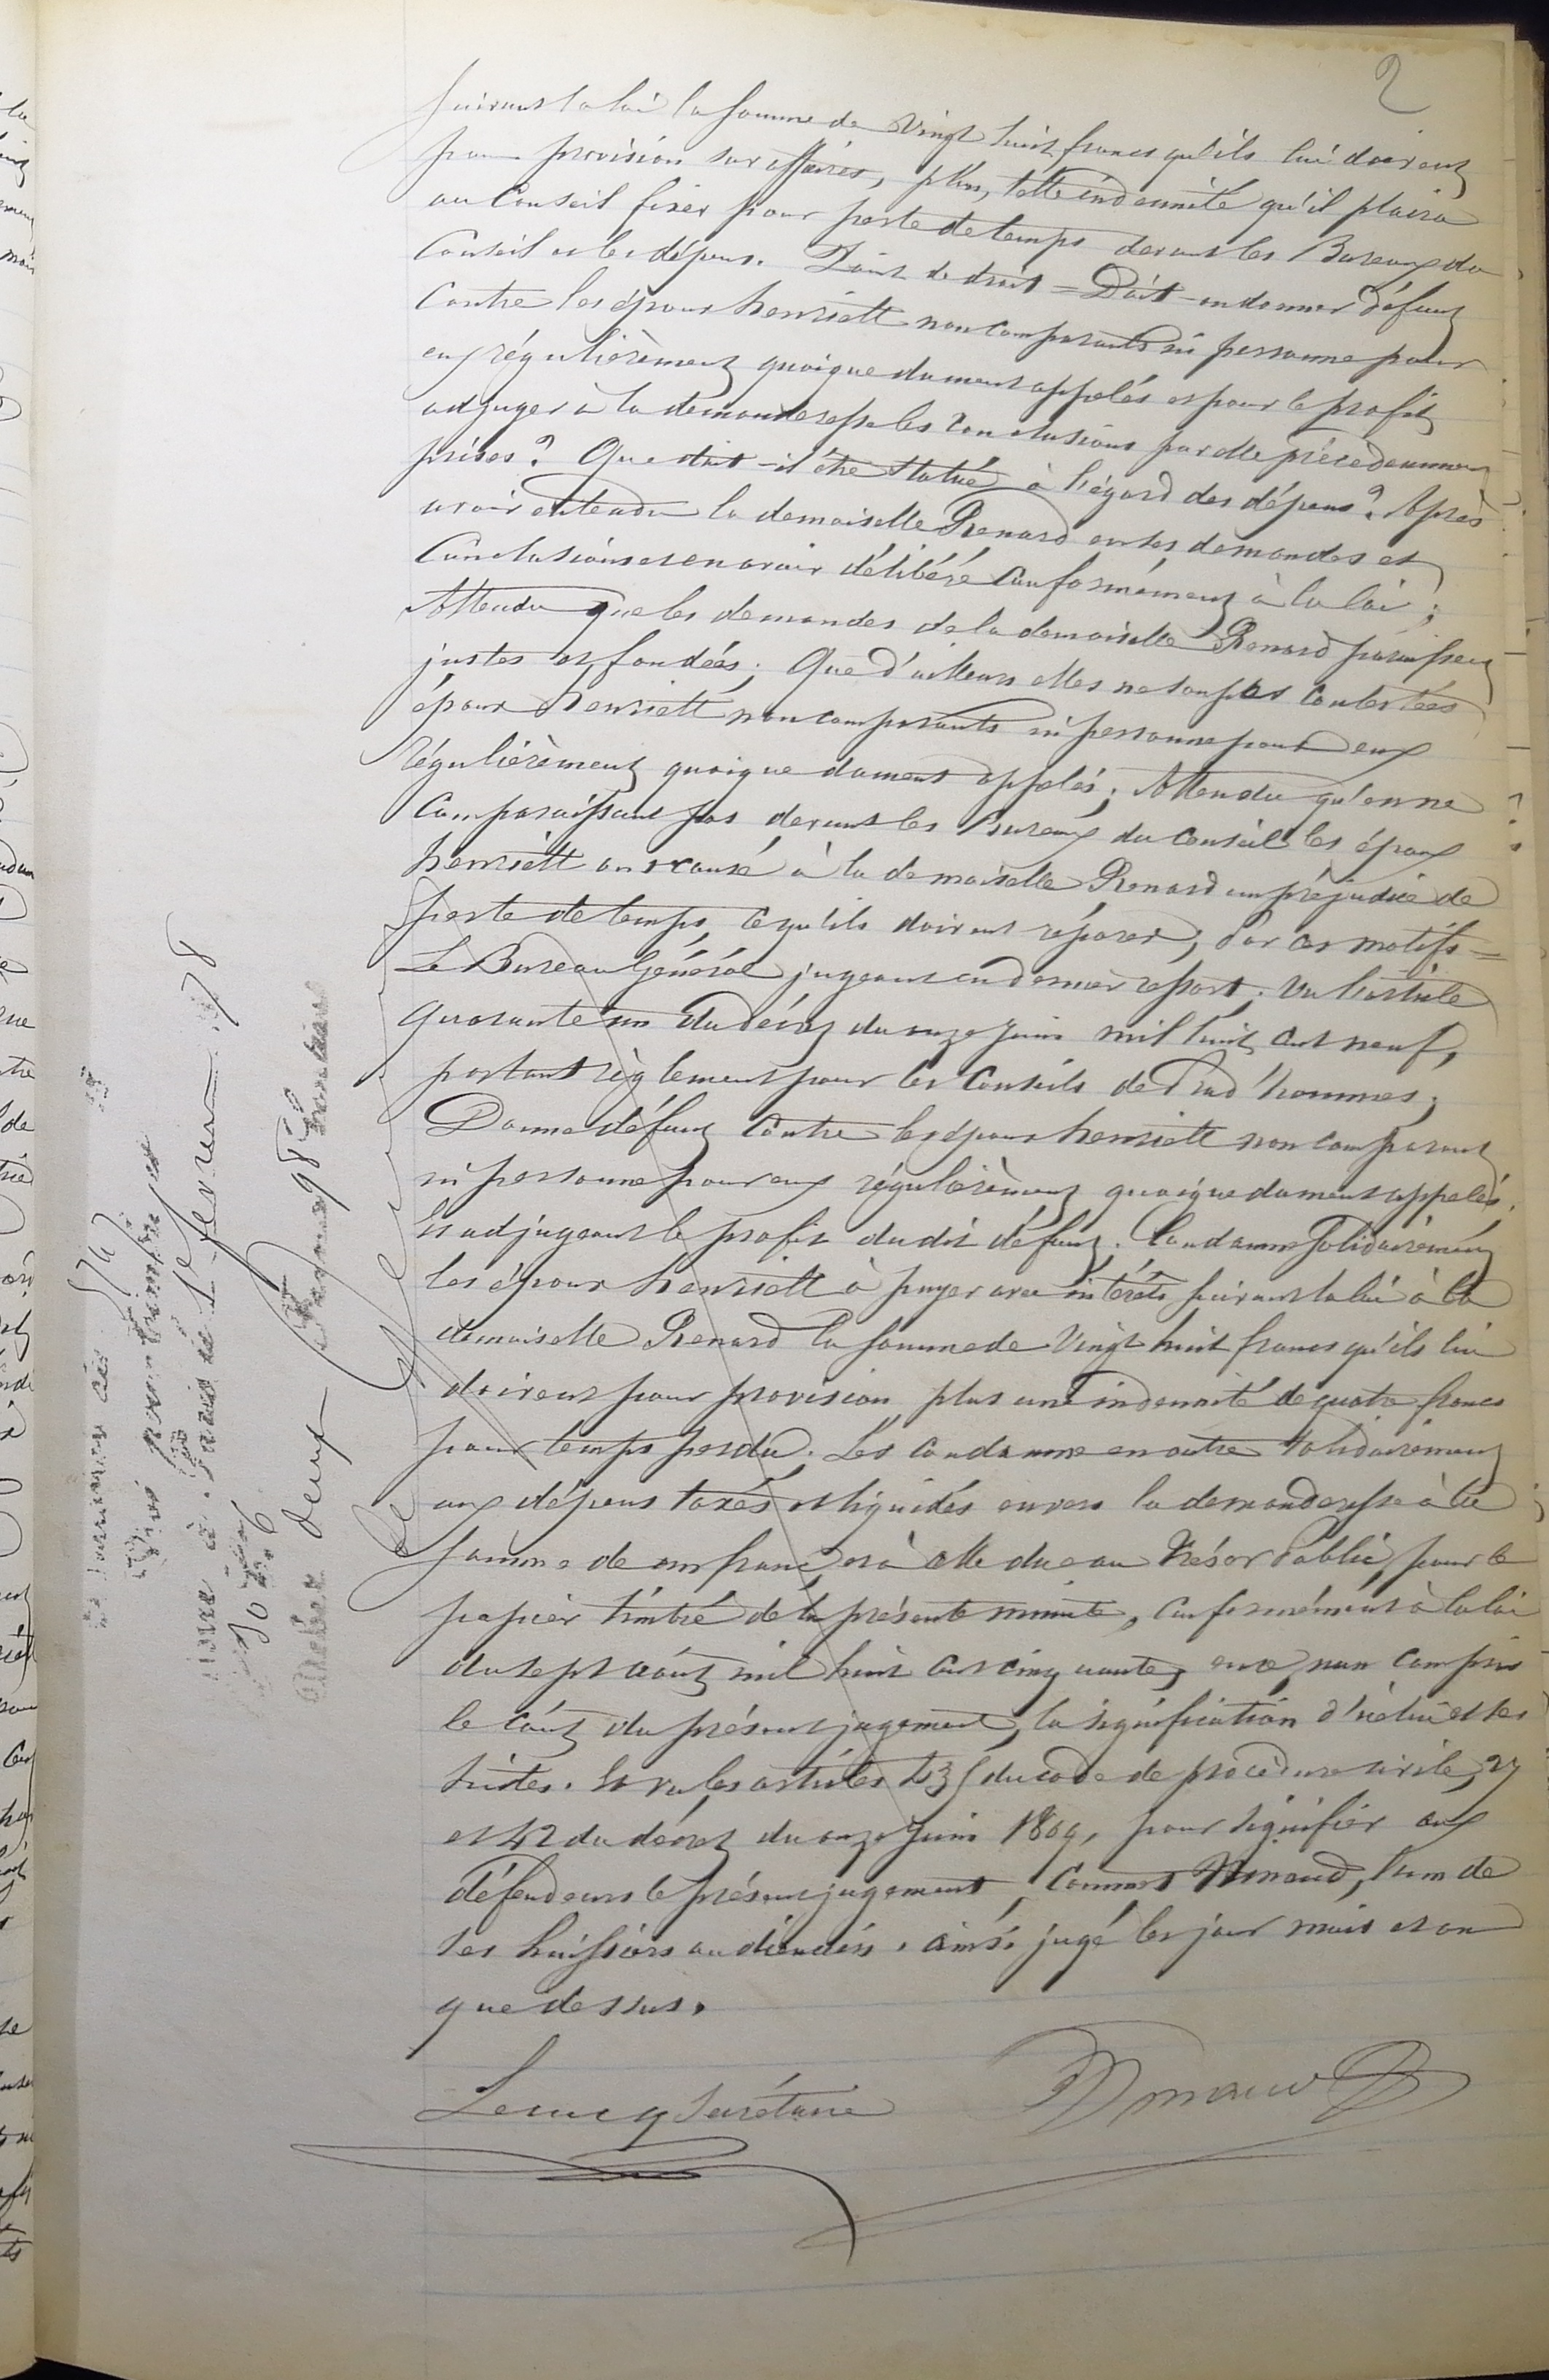 2
suivant la loi la somme de Vingt huit francs qu'ils lui doivent
pour provision sur affaires, plus, telle indemnité qu'il plaira
au Conseil fixer pour perte de temps devant les Bureaux du
Conseil et les dépens. Point de droit = Doit-on donner défaut
Contre les époux henriett non comparants ni personne pour
eux régulièrement quoique dument appelés et pour le profit
adjuger à la demanderesse les conclusions par elle précédemment
prises? Que doit-il être statué à l'égard des dépens? Après
avoir entendu la demoiselle Renard en ses demandes et
Conclusions et en avoir délibéré Conformément à la loi;
Attendu que les demandes de la demoiselle Renard paraissent
justes et fondées; Que d'ailleurs elles ne sont pas contestées
époux henriett non comparants ni personne pour eux
régulièrement quoique dument appelés; Attendu qu'en ne
Comparaissant pas devant les Bureaux du Conseil les époux
henriett ont causé à la demoiselle Renard un préjudice de
perte de temps, ce qu'ils doivent réparer; Par ces motifs =
Le Bureau Général jugeant en dernier ressort; Vu l'article
quarante un du décret du onze Juin mil huit cent neuf,
portant règlement pour les Conseils de Prud'hommes;
Donne défaut Contre les époux henriett non comparant
ni personne pour eux régulièrement quoique dument appelés.
Et adjugeant le profit dudit défaut. Condamne solidairement
les époux henriett à payer avec intérêts suivant la loi à la
demoiselle Renard la somme de Vingt huit francs qu'ils lui
doivent pour provision plus une indemnité de quatre francs
pour temps perdu. Les condamne en outre solidairement
aux dépens taxés et liquidés envers la demanderesse à la
somme de un franc et à celle due au Trésor Public, pour le
papier timbré de la présente minute, conformément à la loi
du sept août mil huit cent cinquante, en ce, non compris
le coût du présent jugement, la signification d'icelui et ses
suites. Et vu les articles 435 du code de procédure civile, 27
et 42 du décret du onze Juin 1809, pour signifier aux
défendeurs le présent jugement, Commet , l'un de
ses huissiers audienciers. ainsi jugé les jour mois et an
que dessus.
Lecucq Secrétaire